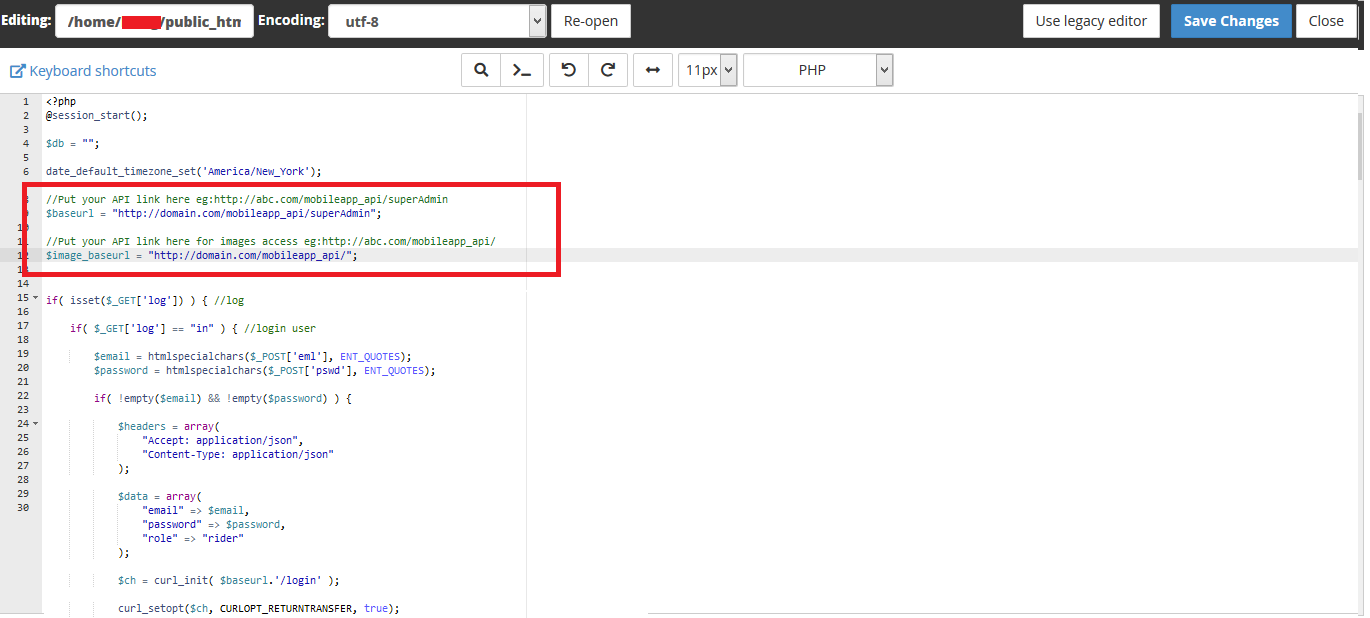 Editing: /home/ /public_htm Encoding: utf-8 Re-open Use legacy editor Save Changes Close
Keyboard shortcuts 11px PHP
1 <?php
2 @session_start();
3
4 $db = "";
5
6 date_default_timezone_set('America/New_York');
8 //Put your API link here eg:http://abc.com/mobileapp_api/superAdmin
9 $baseurl = "http://domain.com/mobileapp_api/superAdmin";
10
11 //Put your API link here for images access eg:http://abc.com/mobileapp_api/
12 $image_baseurl = "http://domain.com/mobileapp_api/";
13
14
15 if( isset($_GET['log']) ) { //log
16
17 if( $_GET['log'] == "in" ) { //login user
18
19 $email = htmlspecialchars($_POST['eml'], ENT_QUOTES);
20 $password = htmlspecialchars($_POST['pswd'], ENT_QUOTES);
21
22 if( !empty($email) && !empty($password) ) {
23
24 $headers = array(
25 "Accept: application/json",
26 "Content-Type: application/json"
27 );
28
29 $data = array(
30 "email" => $email,
"password" => $password,
"role" => "rider"
);
$ch = curl_init( $baseurl.'/login' );
curl_setopt($ch, CURLOPT_RETURNTRANSFER, true);